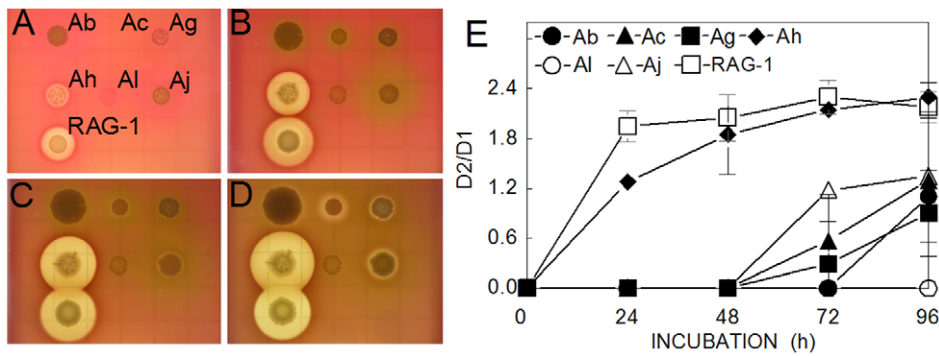 A
Ab
Ac
Ag
Ah
Al
Aj
RAG-1
B
C
D
E
Ab Ac Ag Ah
Al Aj RAG-1
D2/D1
2.4
1.8
1.2
0.6
0.0
0 24 48 72 96
INCUBATION (h)